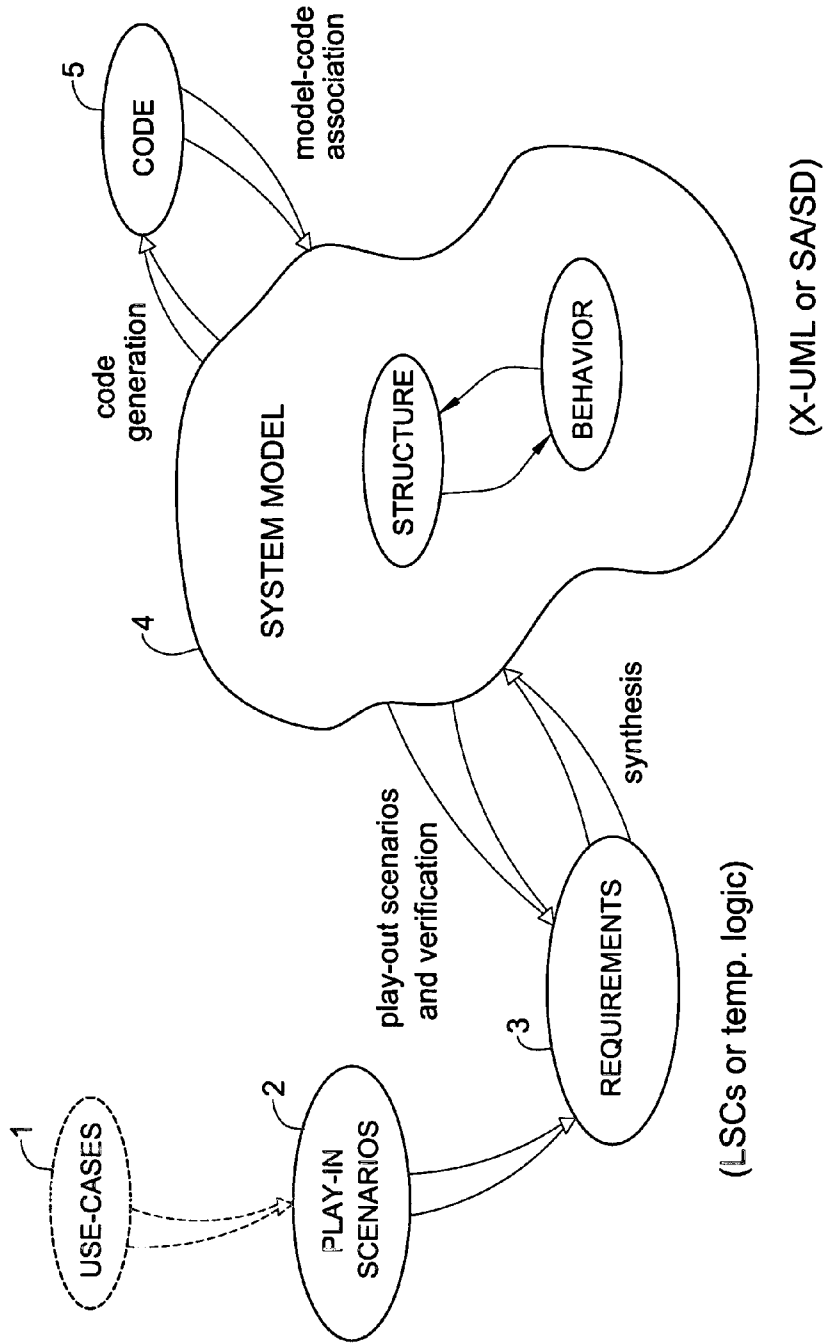 1
USE-CASES
2
PLAY-IN
SCENARIOS
3
REQUIREMENTS
(LSCs or temp. logic)
play-out scenarios
and verification
synthesis
4
SYSTEM MODEL
STRUCTURE
BEHAVIOR
(X-UML or SA/SD)
code
generation
5
CODE
model-code
association